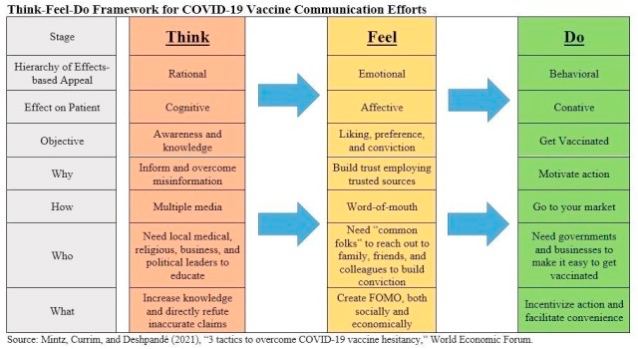 Think-Feel-Do Framework for COVID-19 Vaccine Communication Efforts
Stage
Think
Feel
Do
Hierarchy of Effects-
based Appeal
Rational
Emotional
Behavioral
Effect on Patient
Cognitive
Affective
Conative
Objective
Awareness and
knowledge
Liking, preference,
and conviction
Get Vaccinated
Why
Inform and overcome
misinformation
Build trust employing
trusted sources
Motivate action
How
Multiple media
Word-of-mouth
Go to your market
Who
Need local medical,
religious, business, and
political leaders to
educate
Need "common
folks" to reach out to
family, friends, and
colleagues to build
conviction
Need governments
and businesses to
make it easy to get
vaccinated
What
Increase knowledge
and directly refute
inaccurate claims
Create FOMO, both
socially and
economically
Incentivize action and
facilitate convenience
Source: Mintz, Currim, and Deshpandé (2021), "3 tactics to overcome COVID-19 vaccine hesitancy," World Economic Forum.